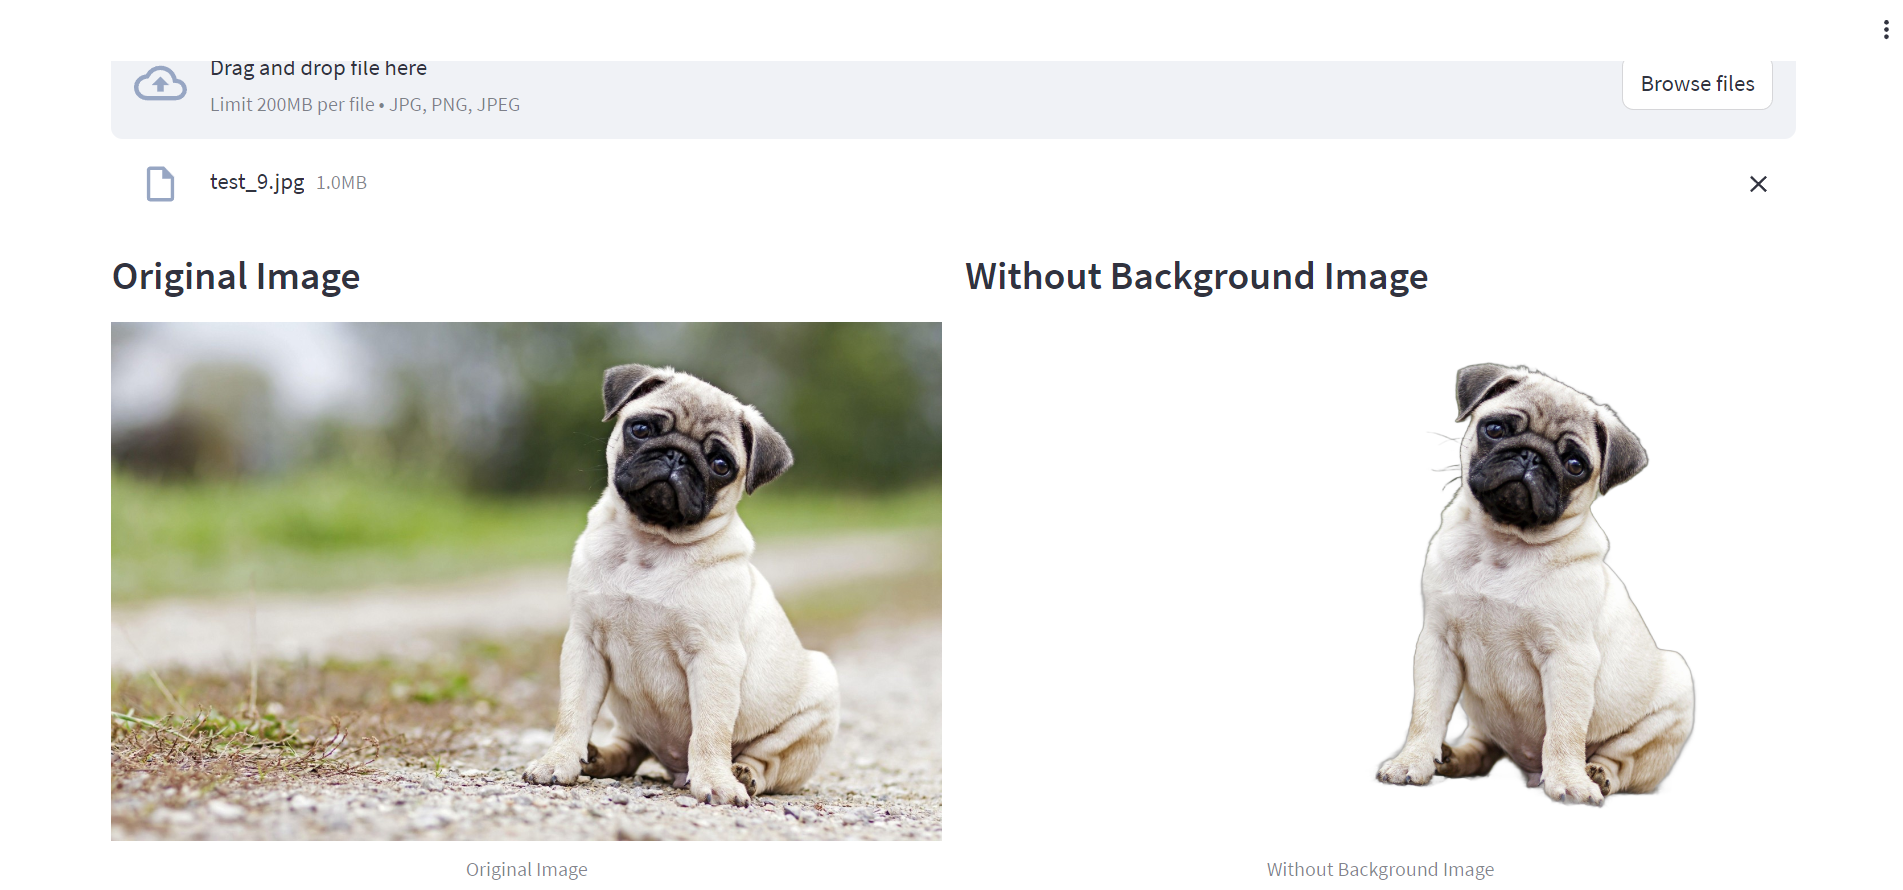 Drag and drop file here
Limit 200MB per file • JPG, PNG, JPEG
Browse files
test_9.jpg 1.0MB
Original Image
Without Background Image
Original Image
Without Background Image